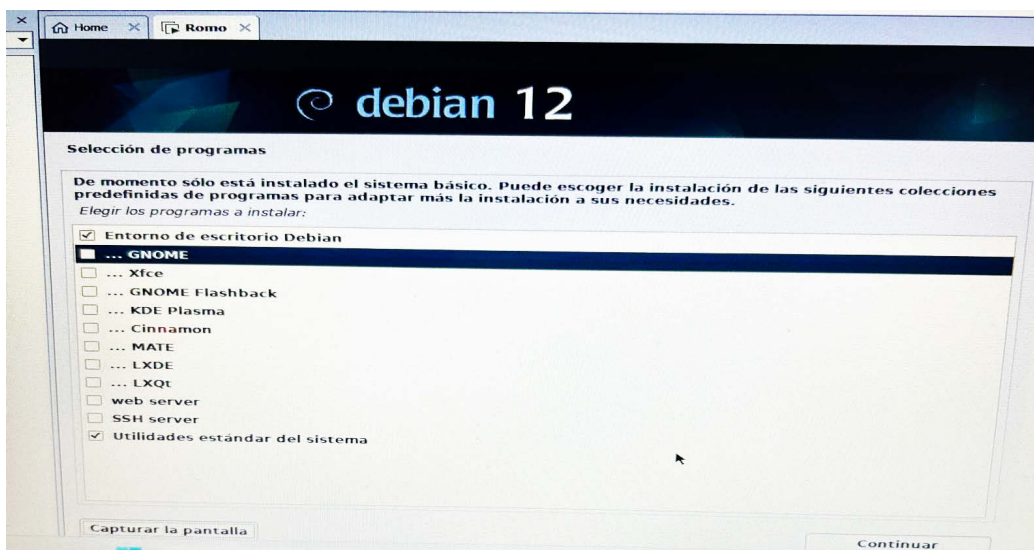 Home
Romo
debian 12
Selección de programas
De momento sólo está instalado el sistema básico. Puede escoger la instalación de las siguientes colecciones
predefinidas de programas para adaptar más la instalación a sus necesidades.
Elegir los programas a instalar:
Entorno de escritorio Debian
... GNOME
... Xfce
... GNOME Flashback
... KDE Plasma
... Cinnamon
... MATE
... LXDE
... LXQt
web server
SSH server
Utilidades estándar del sistema
Capturar la pantalla
Continuar